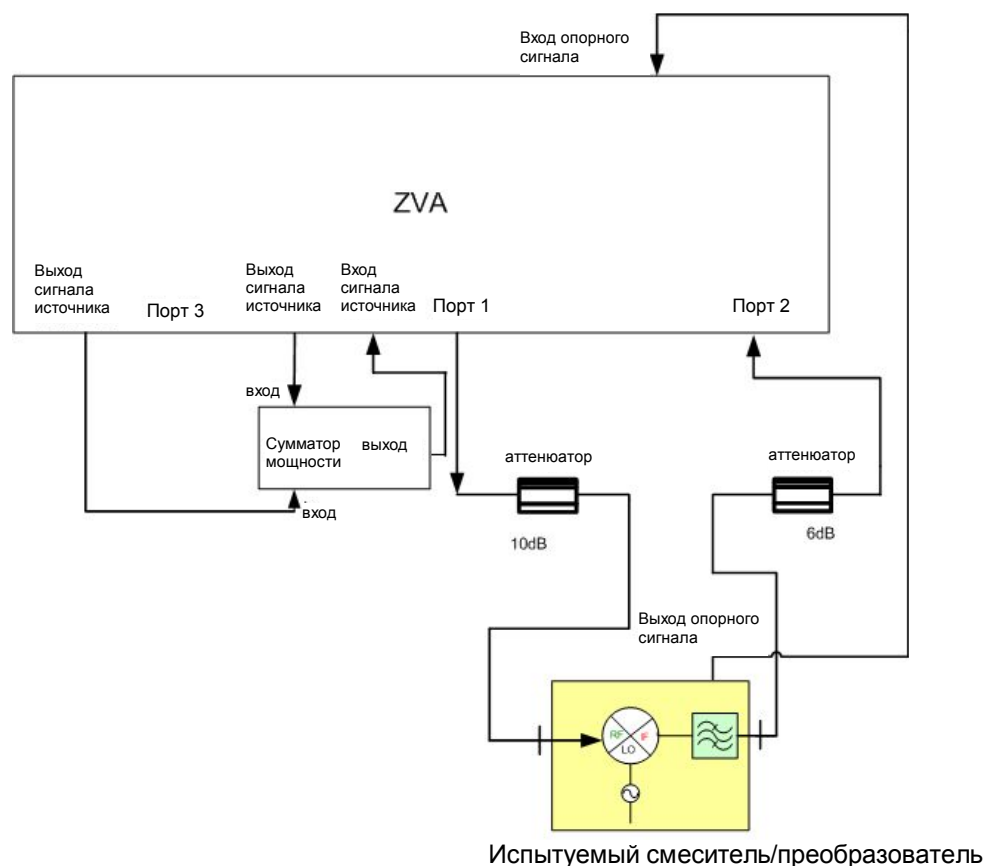 Вход опорного
сигнала
ZVA
Выход
сигнала
источника
Порт 3
Выход
сигнала
источника
Вход
сигнала
источника
Порт 1
Порт 2
вход
Сумматор
мощности
выход
вход
аттенюатор
10dB
аттенюатор
6dB
Выход опорного
сигнала
RF
IF
LO
Испытуемый смеситель/преобразователь